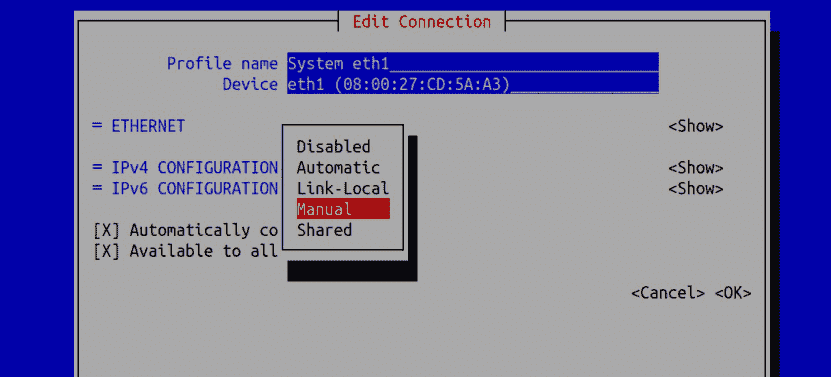 Edit Connection
Profile name System eth1
Device eth1 (08:00:27:CD:5A:A3)
= ETHERNET <Show>
Disabled
= IPv4 CONFIGURATION Automatic <Show>
= IPv6 CONFIGURATION Link-Local <Show>
Manual
[X] Automatically co Shared
[X] Available to all
<Cancel> <OK>